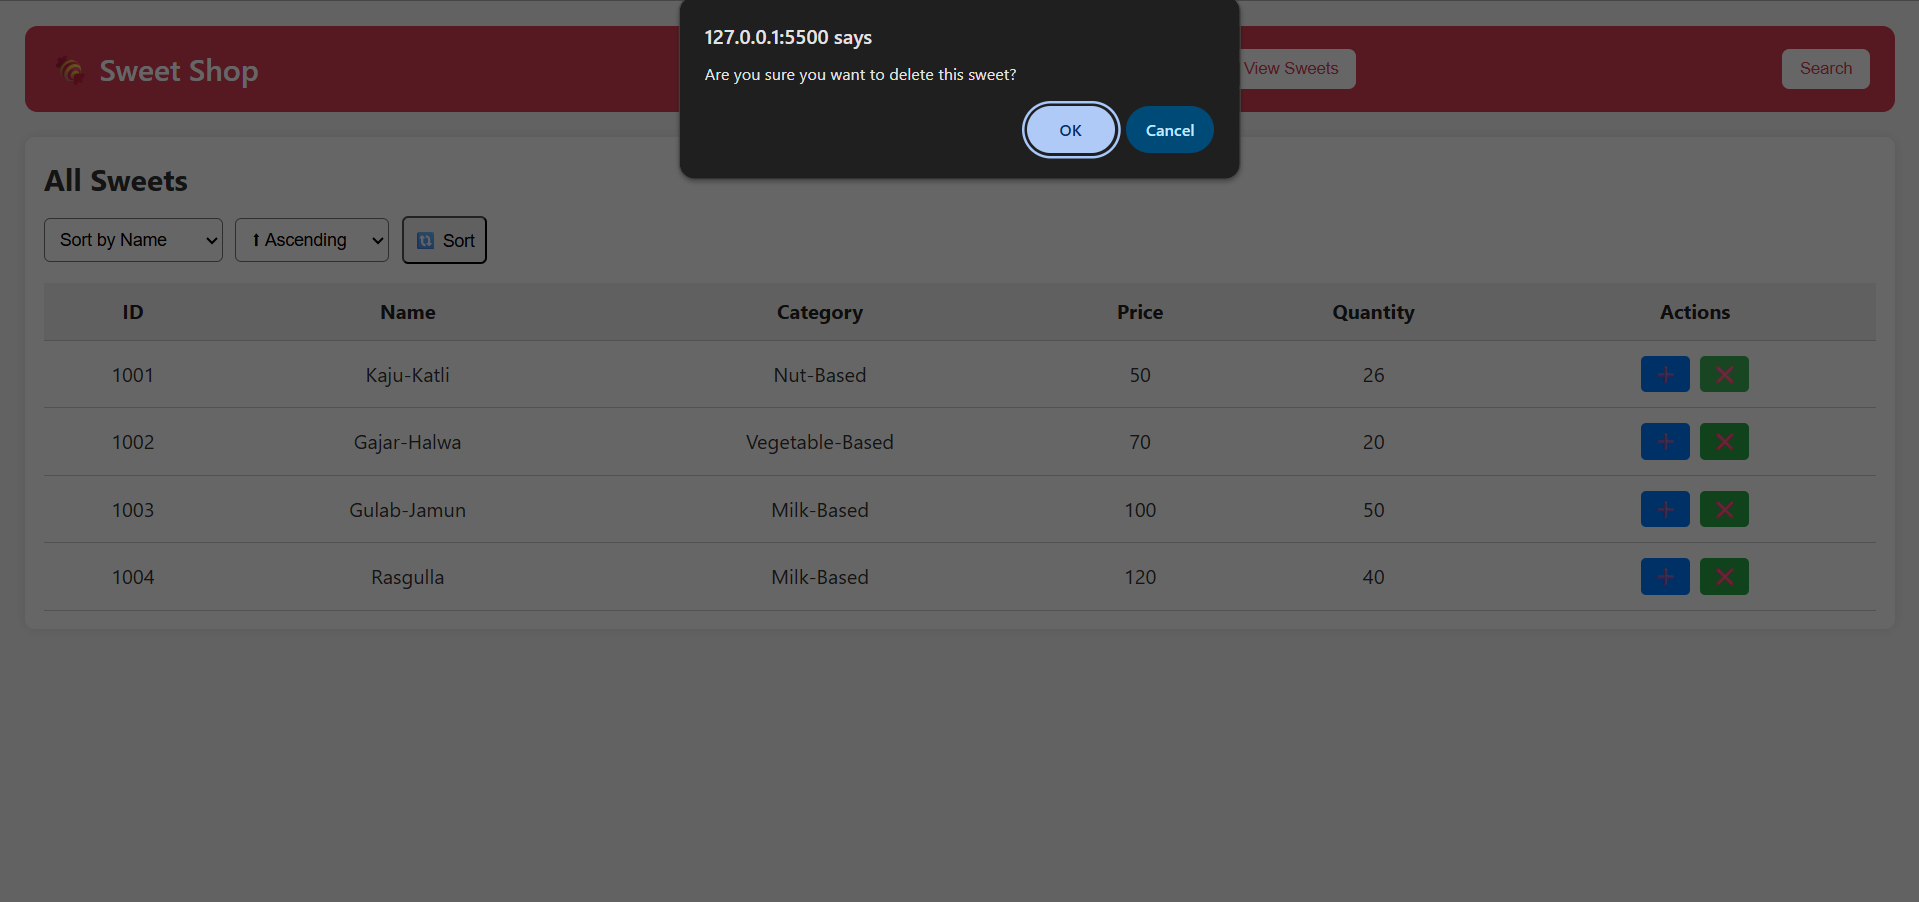 127.0.0.1:5500 says
Are you sure you want to delete this sweet?
OK Cancel
Sweet Shop View Sweets Search
All Sweets
Sort by Name Ascending Sort
ID Name Category Price Quantity Actions
1001 Kaju-Katli Nut-Based 50 26
1002 Gajar-Halwa Vegetable-Based 70 20
1003 Gulab-Jamun Milk-Based 100 50
1004 Rasgulla Milk-Based 120 40